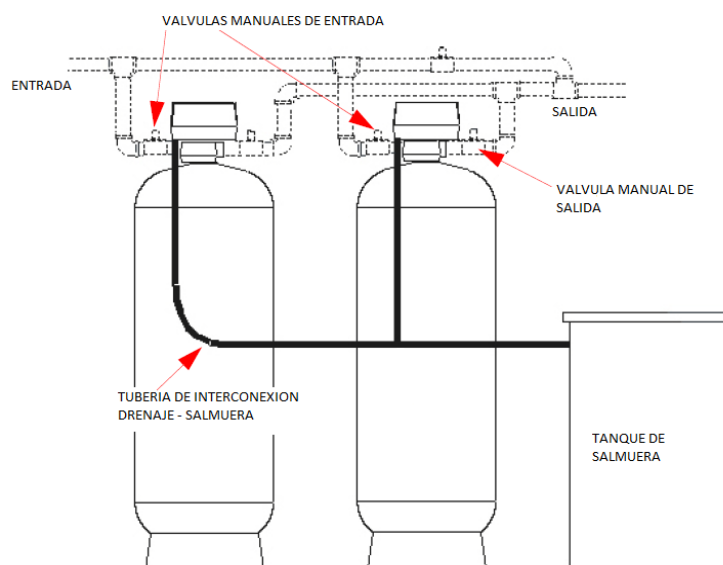 VALVULAS MANUALES DE ENTRADA
ENTRADA
SALIDA
VALVULA MANUAL DE
SALIDA
TUBERIA DE INTERCONEXION
DRENAJE - SALMUERA
TANQUE DE
SALMUERA